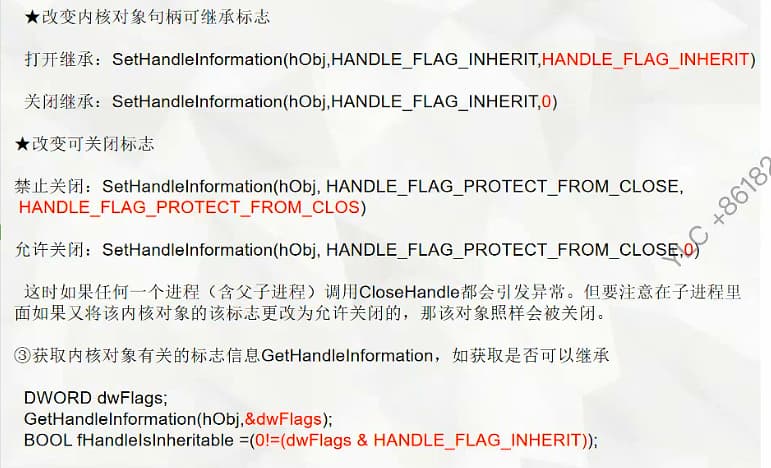 ★改变内核对象句柄可继承标志
打开继承：SetHandleInformation(hObj,HANDLE_FLAG_INHERIT,HANDLE_FLAG_INHERIT)
关闭继承：SetHandleInformation(hObj,HANDLE_FLAG_INHERIT,0)
★改变可关闭标志
禁止关闭：SetHandleInformation(hObj, HANDLE_FLAG_PROTECT_FROM_CLOSE,
HANDLE_FLAG_PROTECT_FROM_CLOS)
允许关闭：SetHandleInformation(hObj, HANDLE_FLAG_PROTECT_FROM_CLOSE,0)
这时如果任何一个进程（含父子进程）调用CloseHandle都会引发异常。但要注意在子进程里
面如果又将该内核对象的该标志更改为允许关闭的，那该对象照样会被关闭。
③获取内核对象有关的标志信息GetHandleInformation，如获取是否可以继承
DWORD dwFlags;
GetHandleInformation(hObj,&dwFlags);
BOOL fHandleIsInheritable =(0!=(dwFlags & HANDLE_FLAG_INHERIT));
YLC +86182